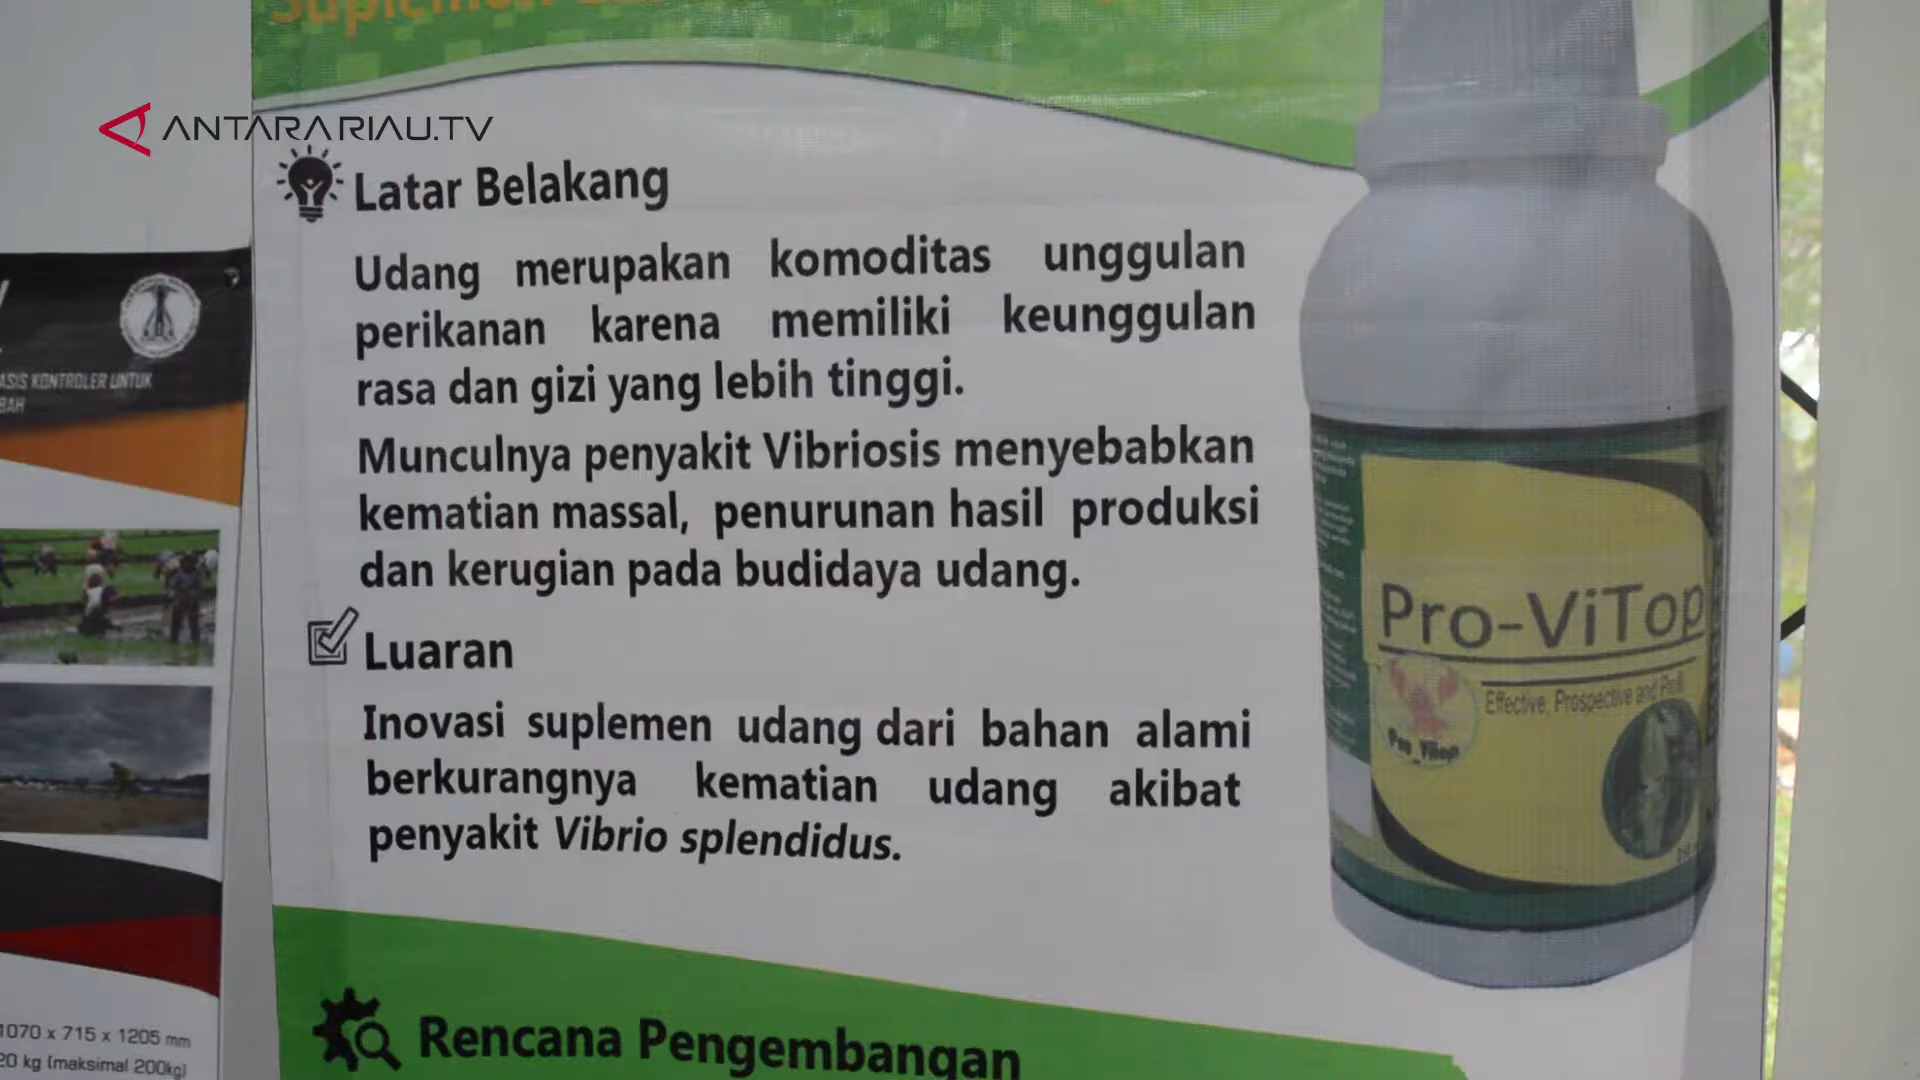 Suplemen
ANTARARIAU.TV
Latar Belakang
Udang merupakan komoditas unggulan
perikanan karena memiliki keunggulan
rasa dan gizi yang lebih tinggi.
Munculnya penyakit Vibriosis menyebabkan
kematian massal, penurunan hasil produksi
dan kerugian pada budidaya udang.
Luaran
Inovasi suplemen udang dari bahan alami
berkurangnya kematian udang akibat
penyakit Vibrio splendidus.
Rencana Pengembangan
Pro-ViTop
Effective, Prospective and
Pro_Vitop
ASIS KONTROLER UNTUK
BAH
1070 x 715 x 1205 mm
20 kg (maksimal 200kg)